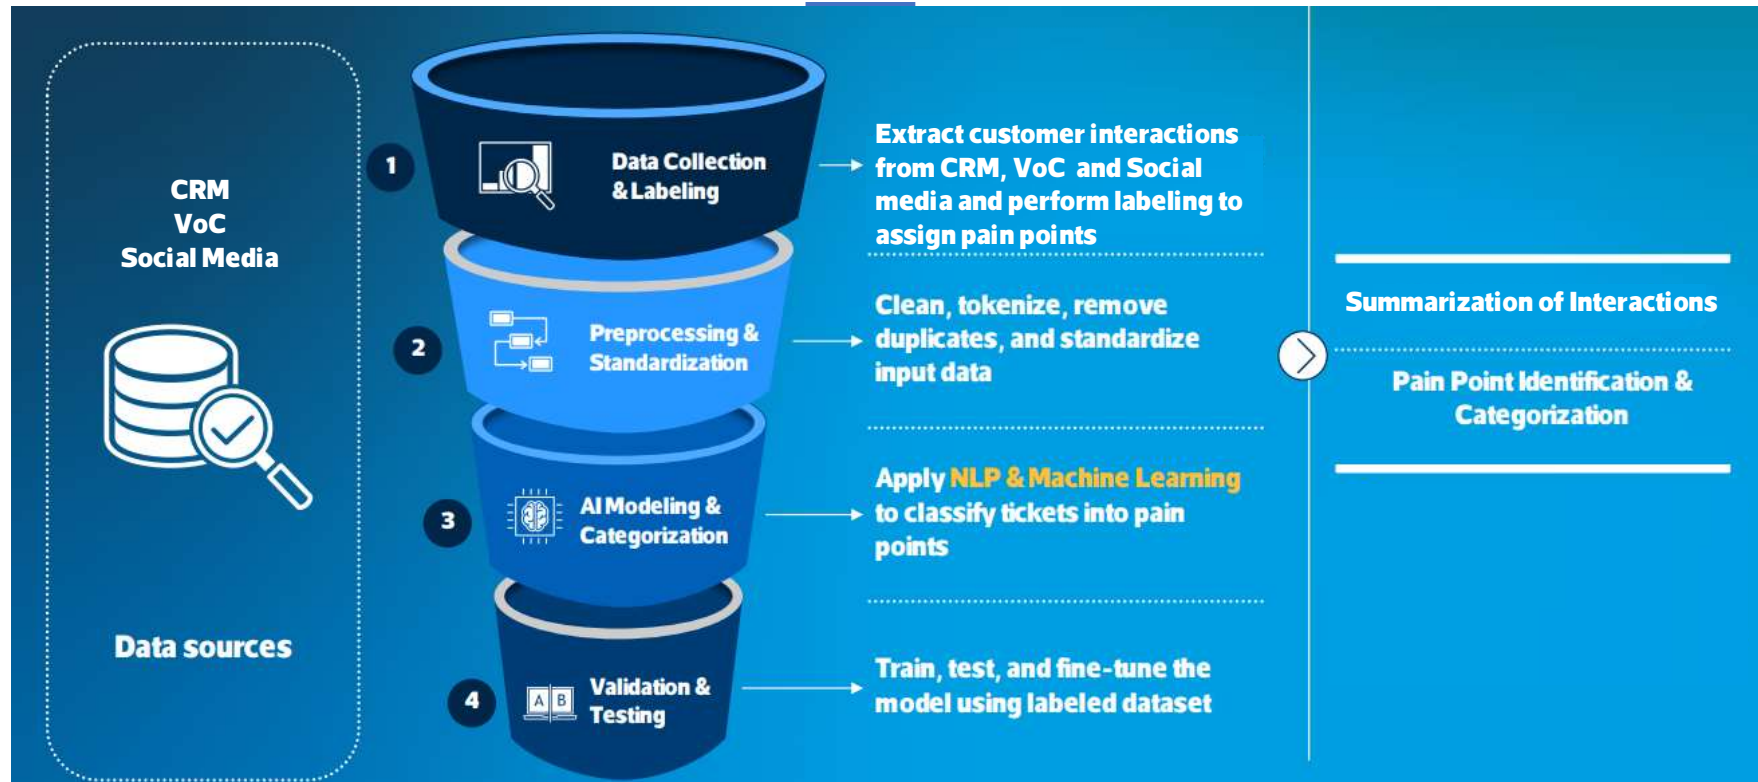 CRM
VoC
Social Media
Data sources
1
Data Collection
& Labeling
Extract customer interactions
from CRM, VoC and Social
media and perform labeling to
assign pain points
2
Preprocessing &
Standardization
Clean, tokenize, remove
duplicates, and standardize
input data
3
AI Modeling &
Categorization
Apply NLP & Machine Learning
to classify tickets into pain
points
4
A B
Validation &
Testing
Train, test, and fine-tune the
model using labeled dataset
Summarization of Interactions
Pain Point Identification &
Categorization